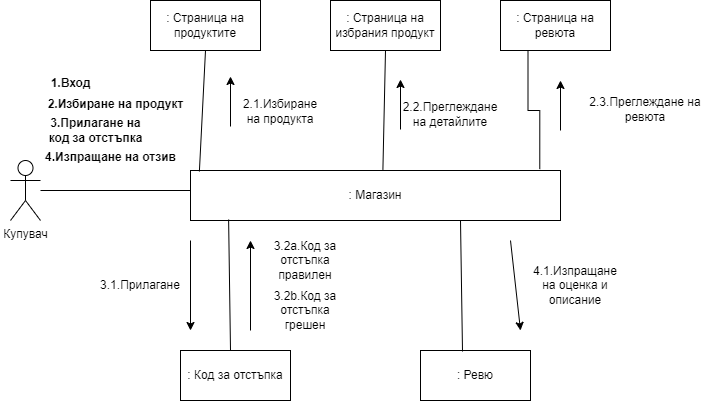 : Страница на
продуктите
: Страница на
избрания продукт
: Страница на
ревюта
1.Вход
2.Избиране на продукт
3.Прилагане на
код за отстъпка
4.Изпращане на отзив
2.1.Избиране
на продукта
2.2.Преглеждане
на детайлите
2.3.Преглеждане на
ревюта
Купувач
: Магазин
3.1.Прилагане
3.2a.Код за
отстъпка
правилен
3.2b.Код за
отстъпка
грешен
4.1.Изпращане
на оценка и
описание
: Код за отстъпка
: Ревю